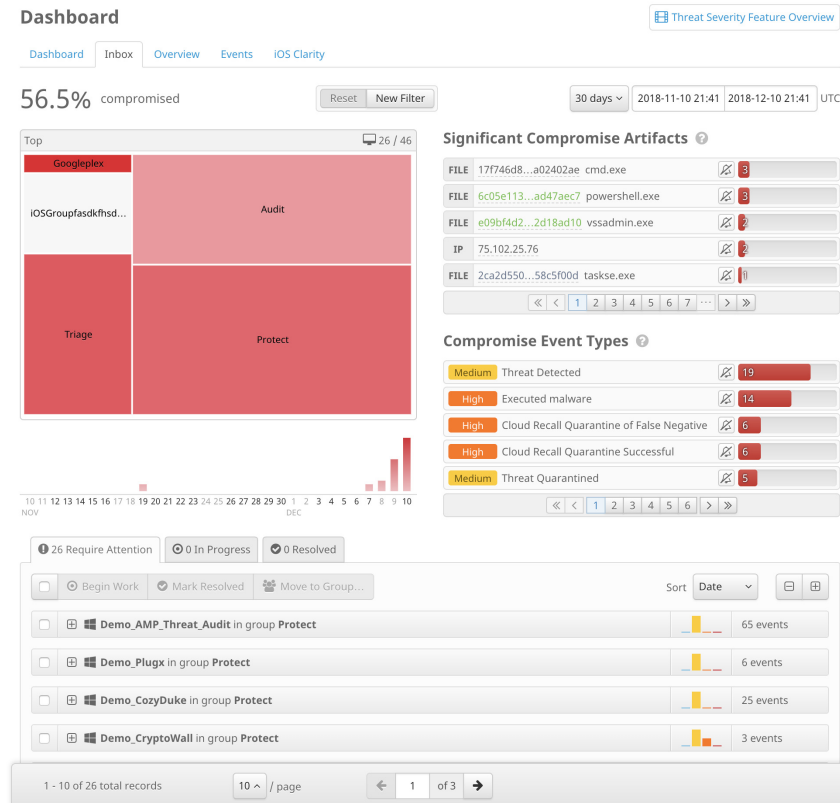 Dashboard
Threat Severity Feature Overview
Dashboard Inbox Overview Events iOS Clarity
56.5% compromised
Reset New Filter
30 days 2018-11-10 21:41 2018-12-10 21:41 UTC
Top 26 / 46
Googleplex
iOSGroupfasdkfhsd...
Audit
Triage
Protect
10 11 12 13 14 15 16 17 18 19 20 21 22 23 24 25 26 27 28 29 30 1 2 3 4 5 6 7 8 9 10
NOV DEC
Significant Compromise Artifacts
FILE 17f746d8...a02402ae cmd.exe 3
FILE 6c05e113...ad47aec7 powershell.exe 3
FILE e09bf4d2...2d18ad10 vssadmin.exe 2
IP 75.102.25.76 2
FILE 2ca2d550...58c5f00d taskse.exe 1
1 2 3 4 5 6 7 ...
Compromise Event Types
Medium Threat Detected 19
High Executed malware 14
High Cloud Recall Quarantine of False Negative 6
High Cloud Recall Quarantine Successful 6
Medium Threat Quarantined 5
1 2 3 4 5 6
26 Require Attention 0 In Progress 0 Resolved
Begin Work Mark Resolved Move to Group...
Sort Date
Demo_AMP_Threat_Audit in group Protect 65 events
Demo_Plugx in group Protect 6 events
Demo_CozyDuke in group Protect 25 events
Demo_CryptoWall in group Protect 3 events
1 - 10 of 26 total records 10 / page 1 of 3